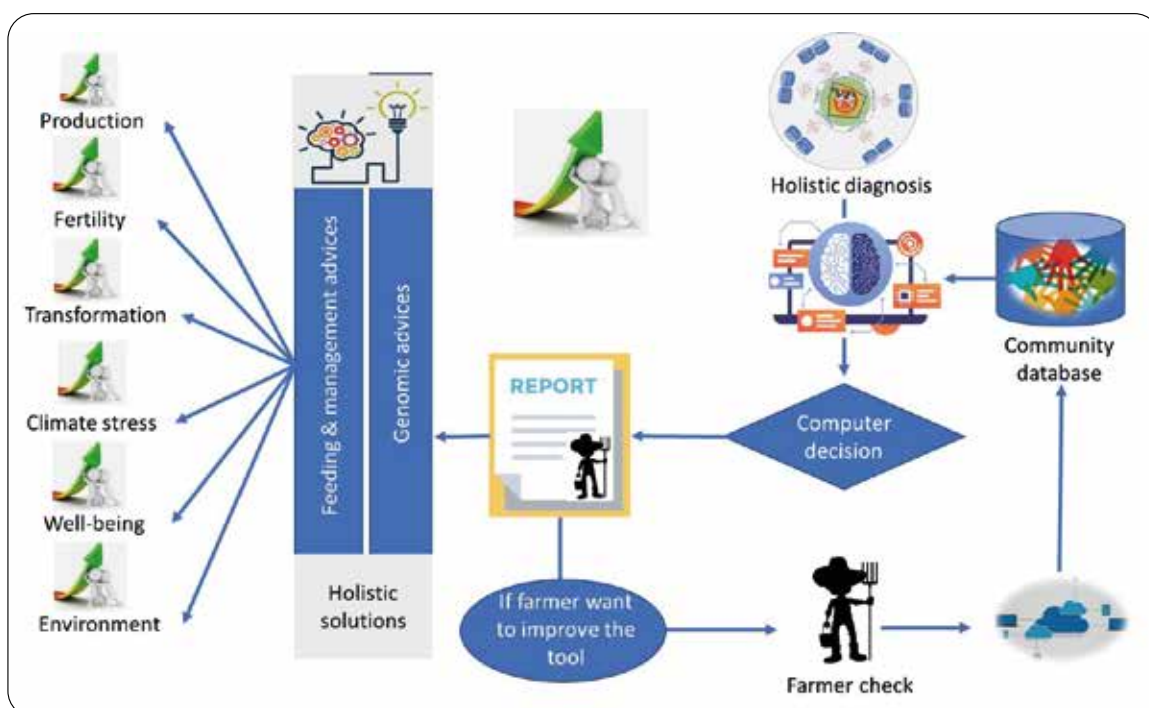 Production
Fertility
Transformation
Climate stress
Well-being
Environment
Feeding & management advices
Genomic advices
Holistic
solutions
REPORT
If farmer want
to improve the
tool
Holistic diagnosis
Computer
decision
Community
database
Farmer check